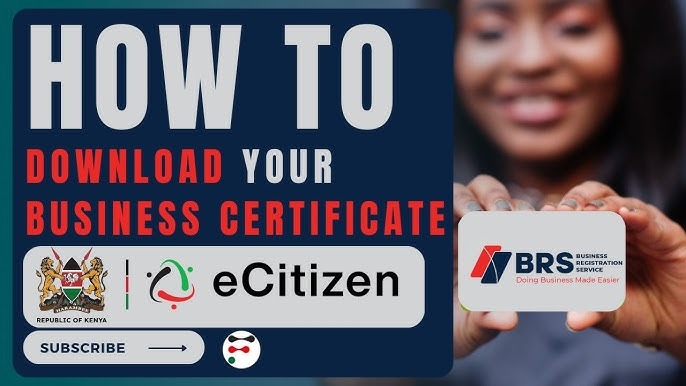 HOW TO
DOWNLOAD YOUR
BUSINESS CERTIFICATE
HARAMBEE
REPUBLIC OF KENYA
eCitizen
SUBSCRIBE
BRS
BUSINESS
REGISTRATION
SERVICE
Doing Business Made Easier